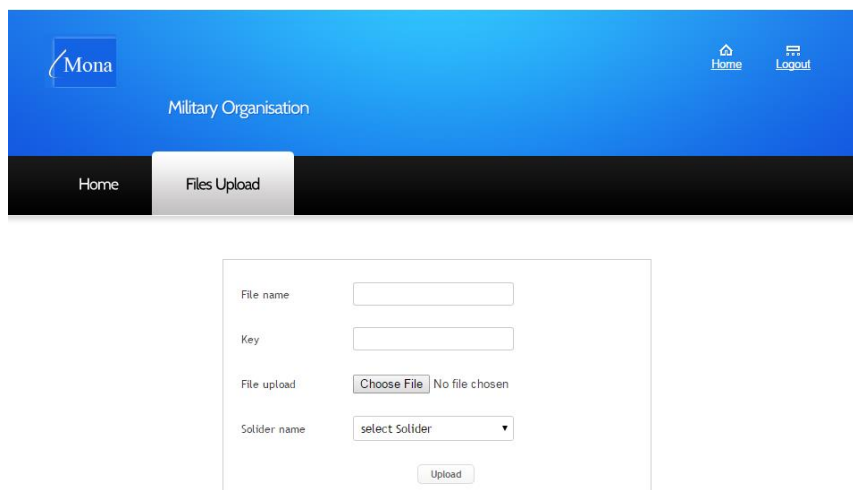 Mona
Home
Logout
Military Organisation
Home
Files Upload
File name
Key
File upload
Choose File No file chosen
Solider name
select Solider
Upload